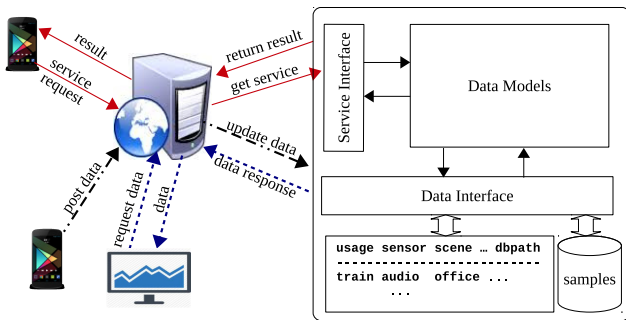 result
service
request
return result
get service
update data
data response
post data
request data
data
Service Interface
Data Models
Data Interface
usage sensor scene … dbpath
-----------------------------
train audio office ...
...
samples